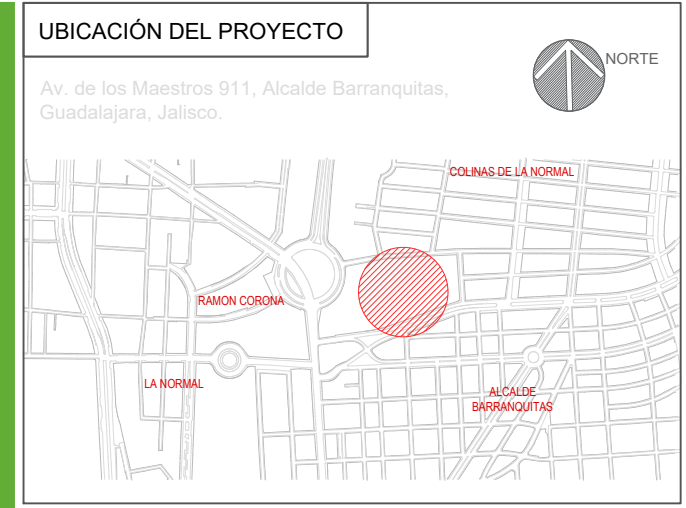 UBICACIÓN DEL PROYECTO
NORTE
Av. de los Maestros 911, Alcalde Barranquitas,
Guadalajara, Jalisco.
COLINAS DE LA NORMAL
RAMON CORONA
LA NORMAL
ALCALDE
BARRANQUITAS